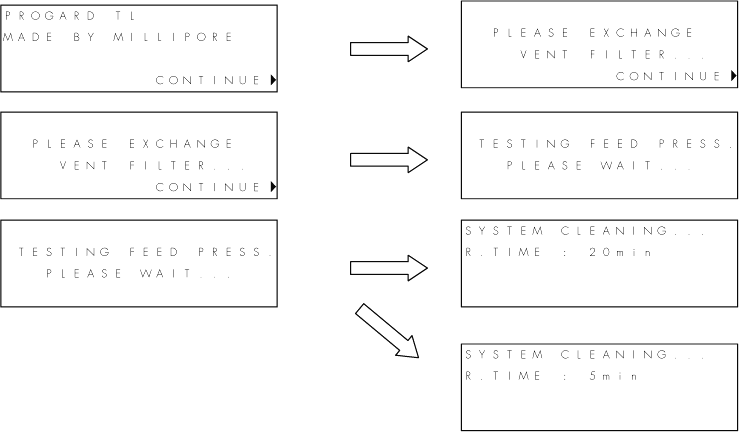 PROGARD TL
MADE BY MILLIPORE
CONTINUE
PLEASE EXCHANGE
VENT FILTER...
CONTINUE
PLEASE EXCHANGE
VENT FILTER...
CONTINUE
TESTING FEED PRESS.
PLEASE WAIT...
TESTING FEED PRESS.
PLEASE WAIT...
SYSTEM CLEANING...
R.TIME : 20min
SYSTEM CLEANING...
R.TIME : 5min